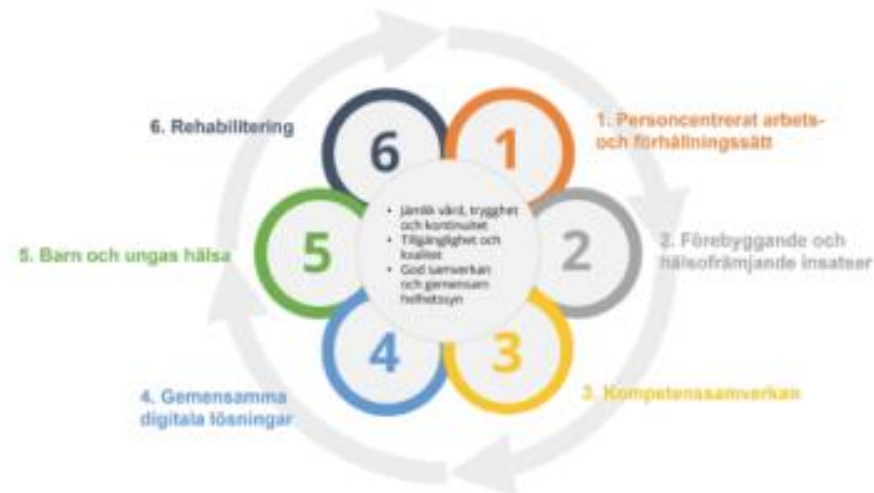 6. Rehabilitering
1. Personcentrerat arbets-
och förhållningssätt
6
1
5. Barn och ungas hälsa
5
• Jämlik vård, trygghet
och kontinuitet
• Tillgänglighet och
kvalitet
• God samverkan
och gemensam
helhetssyn
2
2. Förebyggande och
hälsofrämjande insatser
4
3
4. Gemensamma
digitala lösningar
3. Kompetenssamverkan